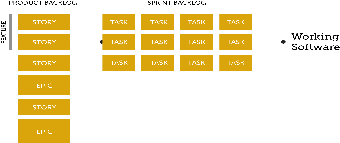 PRODUCT BACKLOG
SPRINT BACKLOG
FEATURE
STORY
STORY
STORY
EPIC
STORY
EPIC
TASK TASK TASK TASK
TASK TASK TASK TASK
TASK TASK TASK TASK
Working
Software